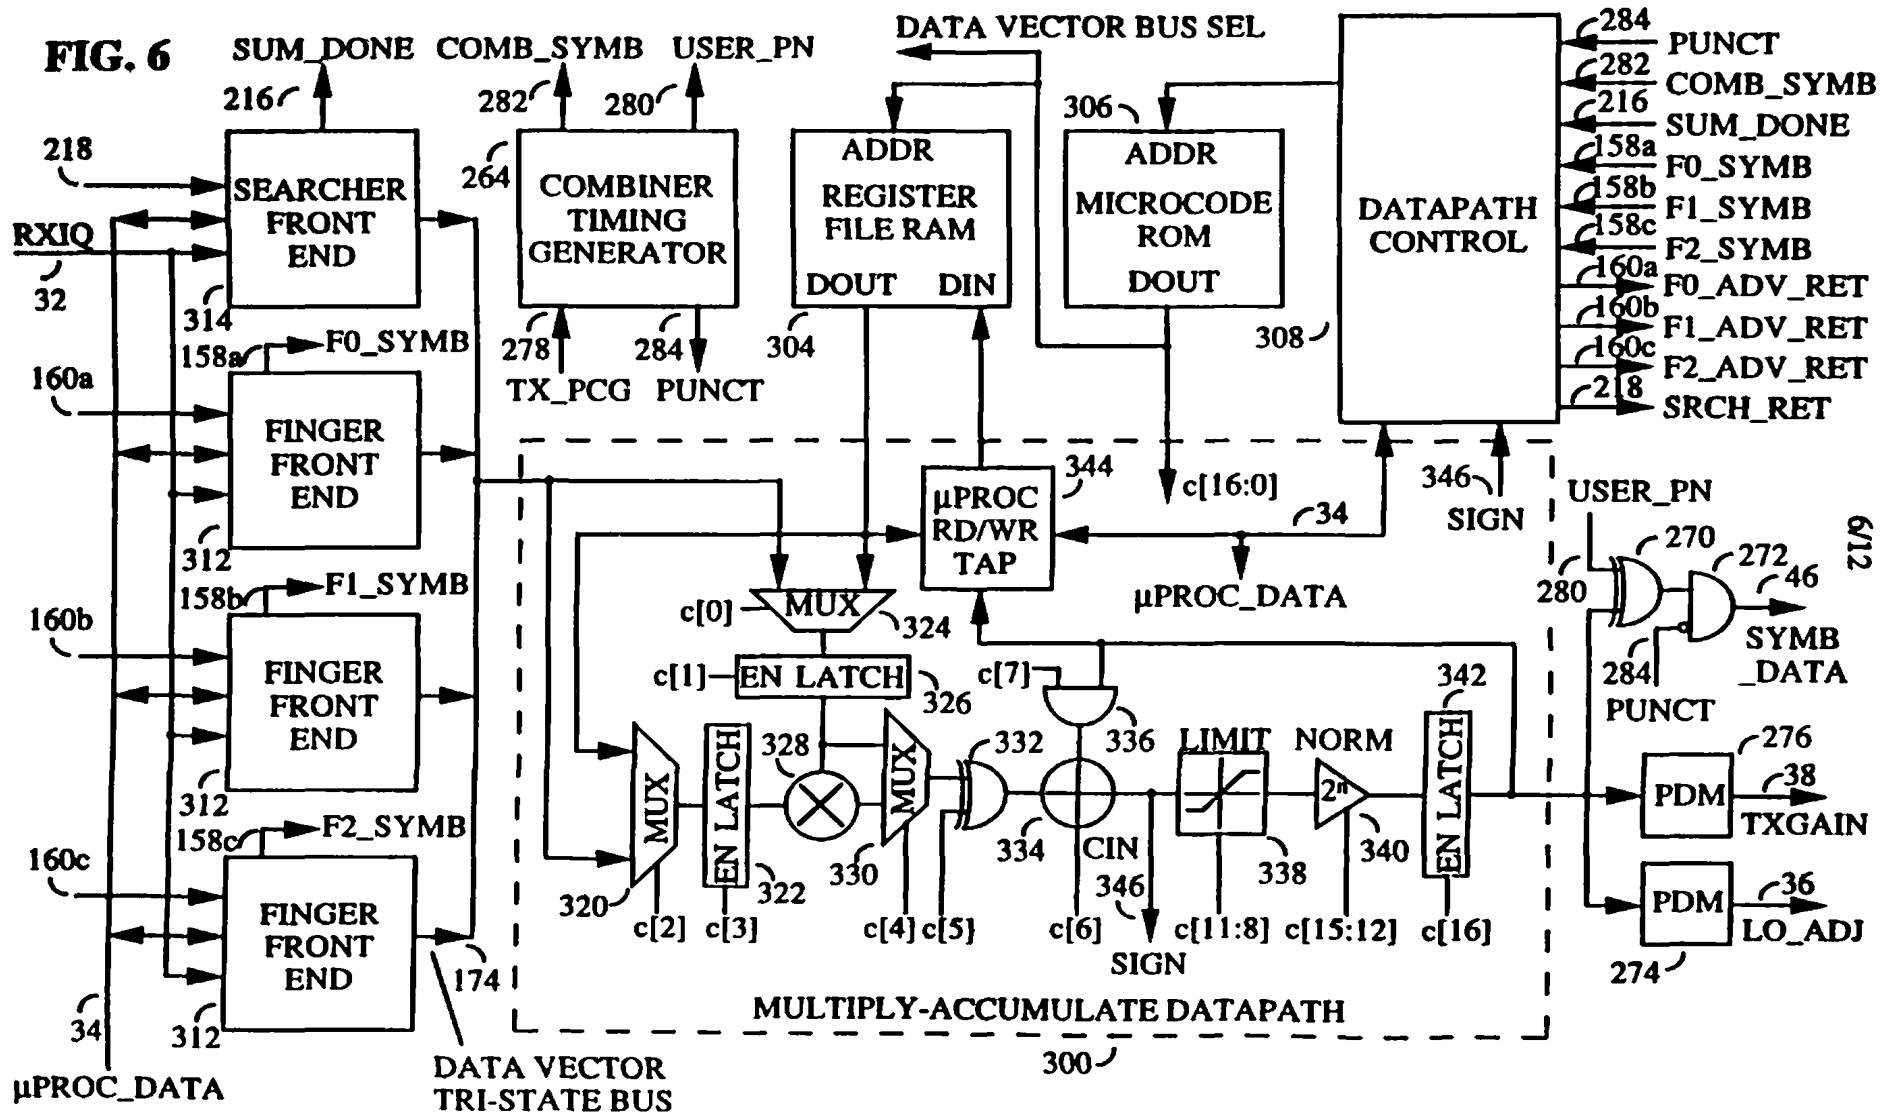 FIG. 6
SUM_DONE
COMB_SYMB
USER_PN
DATA VECTOR BUS SEL
216
282
280
218
RXIQ
32
SEARCHER
FRONT
END
314
264
COMBINER
TIMING
GENERATOR
278
TX_PCG
284
PUNCT
ADDR
REGISTER
FILE RAM
DOUT DIN
304
306
ADDR
MICROCODE
ROM
DOUT
c[16:0]
DATAPATH
CONTROL
308
284
PUNCT
282
COMB_SYMB
216
SUM_DONE
158a
F0_SYMB
158b
F1_SYMB
158c
F2_SYMB
160a
F0_ADV_RET
160b
F1_ADV_RET
160c
F2_ADV_RET
218
SRCH_RET
346
SIGN
158a
F0_SYMB
160a
FINGER
FRONT
END
312
158b
F1_SYMB
160b
FINGER
FRONT
END
312
158c
F2_SYMB
160c
FINGER
FRONT
END
312
34
µPROC_DATA
174
DATA VECTOR
TRI-STATE BUS
344
µPROC
RD/WR
TAP
34
µPROC_DATA
c[0]
MUX
324
c[1]
EN LATCH
326
MUX
320
c[2]
EN LATCH
322
c[3]
328
MUX
330
c[4]
332
c[5]
c[7]
336
334
CIN
c[6]
346
SIGN
LIMIT
338
c[11:8]
NORM
2ⁿ
340
c[15:12]
342
EN LATCH
c[16]
MULTIPLY-ACCUMULATE DATAPATH
300
USER_PN
280
270
272
46
SYMB
_DATA
284
PUNCT
276
PDM
38
TXGAIN
PDM
36
LO_ADJ
274
6/12